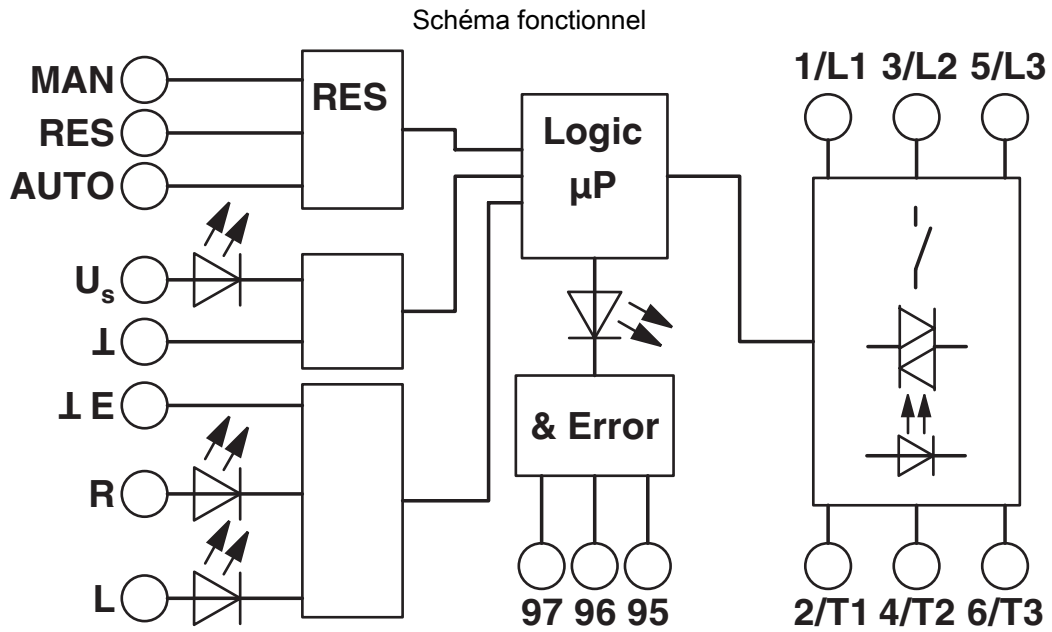 Schéma fonctionnel
MAN
RES
AUTO
RES
Us
⊥
⊥ E
R
L
Logic
µP
& Error
97 96 95
1/L1 3/L2 5/L3
2/T1 4/T2 6/T3